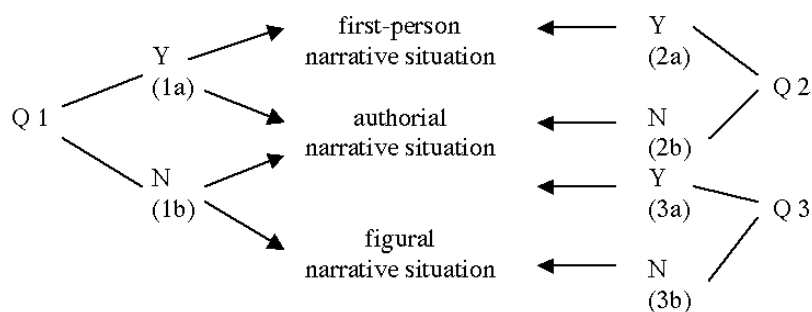 first-person
narrative situation
Y
(1a)
Y
(2a)
Q 1
Q 2
authorial
narrative situation
N
(2b)
N
(1b)
Y
(3a)
Q 3
figural
narrative situation
N
(3b)